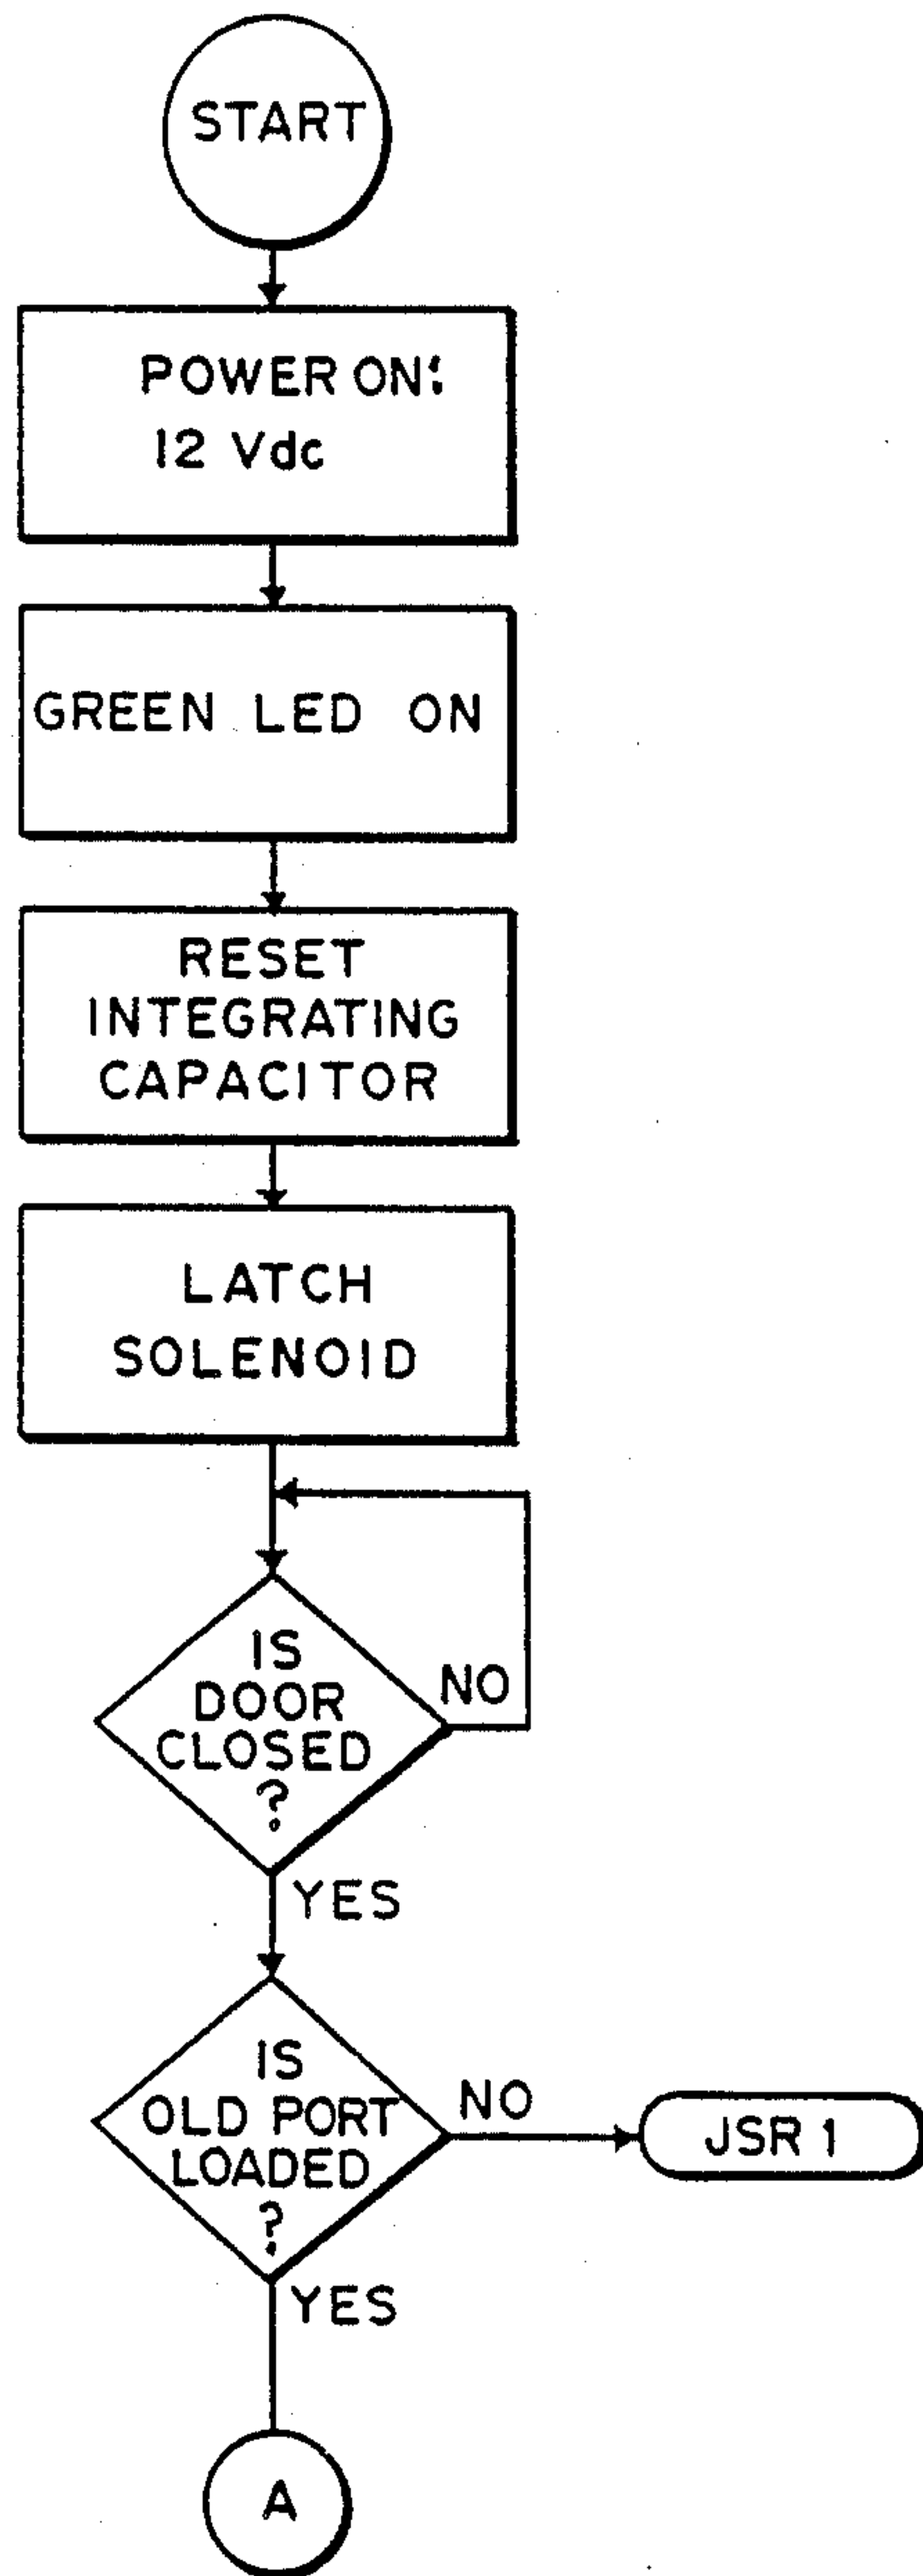 START
POWER ON:
12 Vdc
GREEN LED ON
RESET
INTEGRATING
CAPACITOR
LATCH
SOLENOID
IS
DOOR
CLOSED
?
NO
YES
IS
OLD PORT
LOADED
?
NO
JSR 1
YES
A